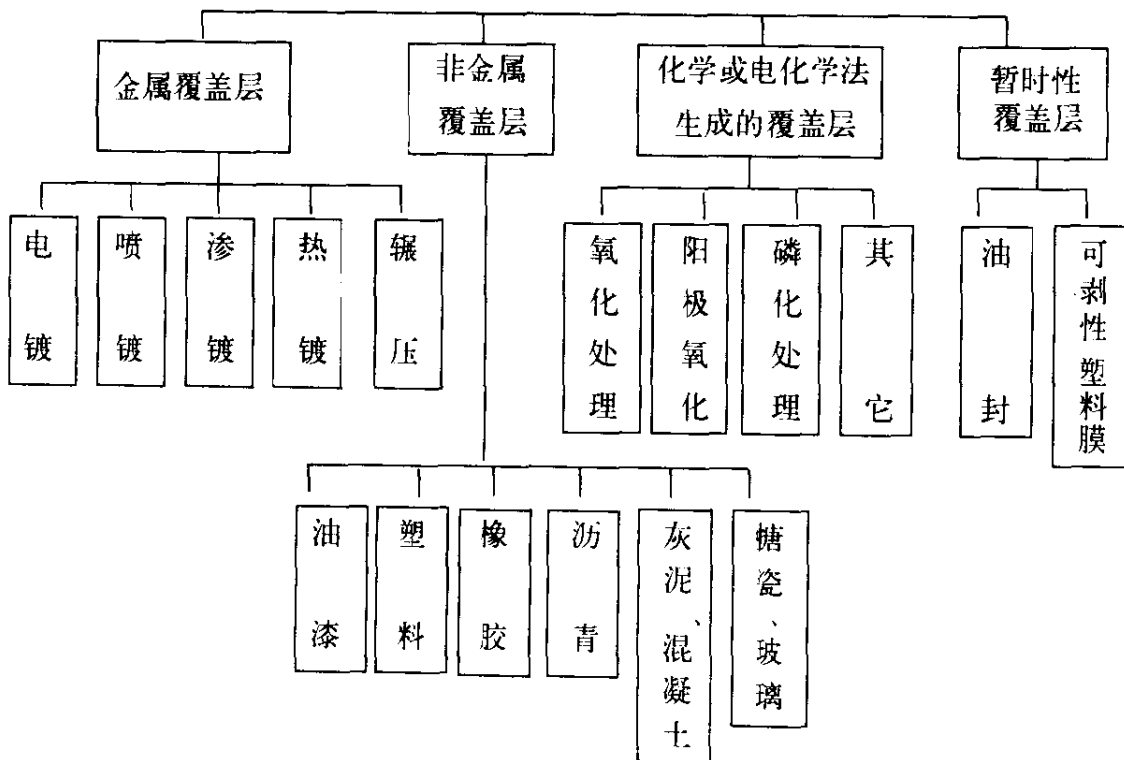 金属覆盖层
非金属
覆盖层
化学或电化学法
生成的覆盖层
暂时性
覆盖层
电镀
喷镀
渗镀
热镀
辗压
氧化处理
阳极氧化
磷化处理
其它
油封
可剥性塑料膜
油漆
塑料
橡胶
沥青
灰泥、混凝土
搪瓷、玻璃